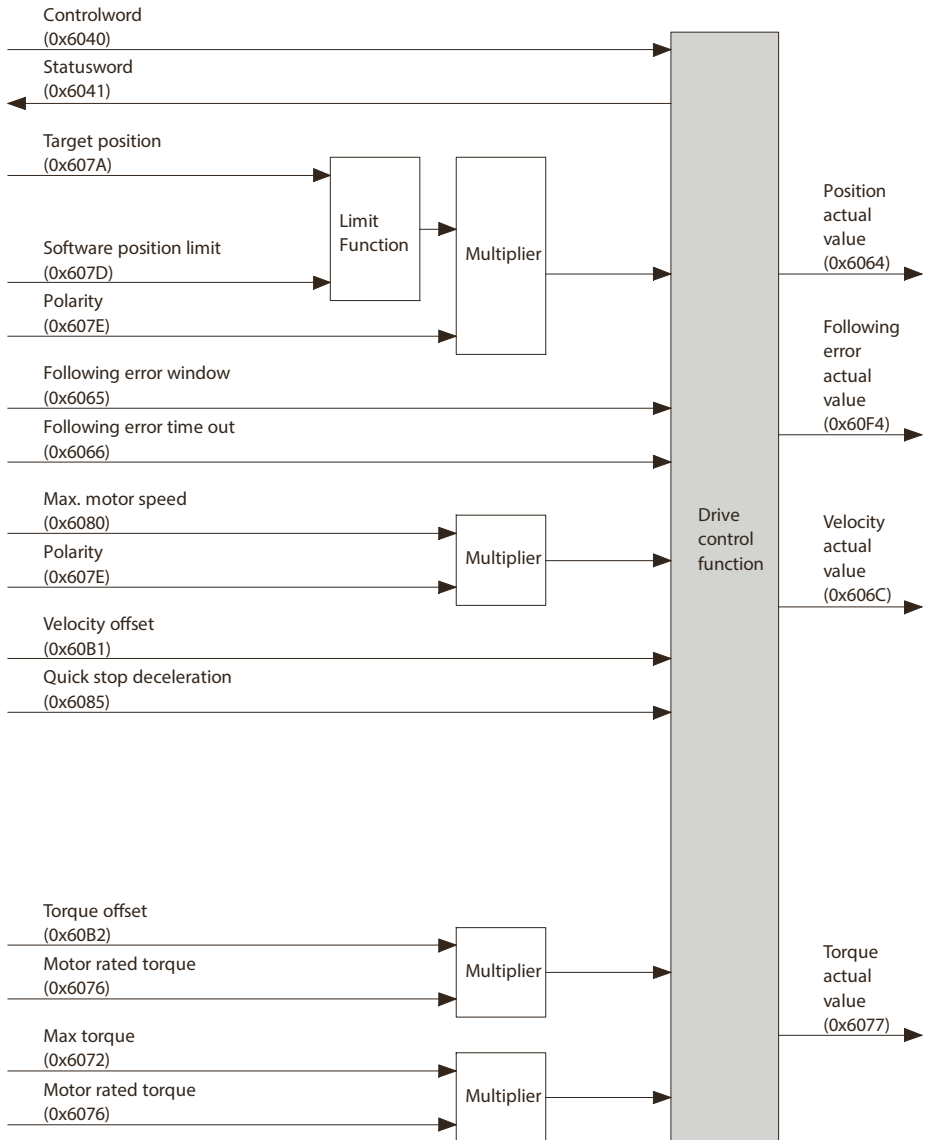 Controlword
(0x6040)
Statusword
(0x6041)
Target position
(0x607A)
Limit
Function
Software position limit
(0x607D)
Multiplier
Polarity
(0x607E)
Following error window
(0x6065)
Following error time out
(0x6066)
Max. motor speed
(0x6080)
Polarity
(0x607E)
Multiplier
Velocity offset
(0x60B1)
Quick stop deceleration
(0x6085)
Torque offset
(0x60B2)
Motor rated torque
(0x6076)
Multiplier
Max torque
(0x6072)
Motor rated torque
(0x6076)
Multiplier
Drive
control
function
Position
actual
value
(0x6064)
Following
error
actual
value
(0x60F4)
Velocity
actual
value
(0x606C)
Torque
actual
value
(0x6077)